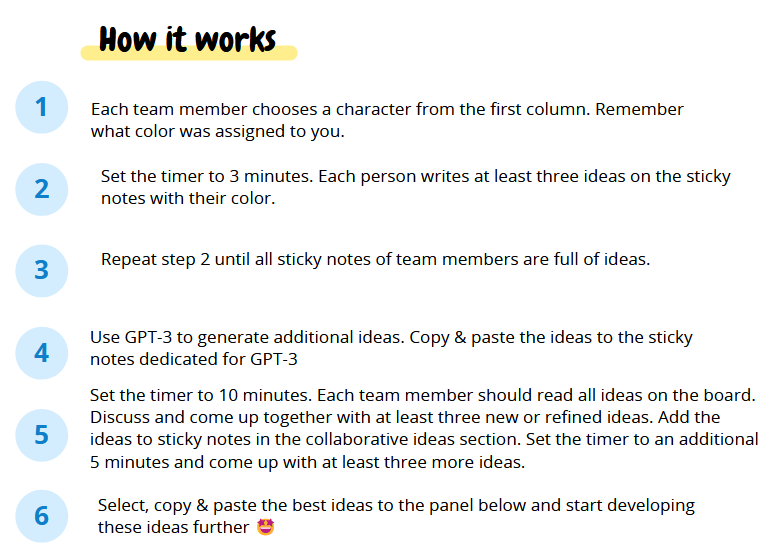 How it works
1
Each team member chooses a character from the first column. Remember
what color was assigned to you.
2
Set the timer to 3 minutes. Each person writes at least three ideas on the sticky
notes with their color.
3
Repeat step 2 until all sticky notes of team members are full of ideas.
4
Use GPT-3 to generate additional ideas. Copy & paste the ideas to the sticky
notes dedicated for GPT-3
5
Set the timer to 10 minutes. Each team member should read all ideas on the board.
Discuss and come up together with at least three new or refined ideas. Add the
ideas to sticky notes in the collaborative ideas section. Set the timer to an additional
5 minutes and come up with at least three more ideas.
6
Select, copy & paste the best ideas to the panel below and start developing
these ideas further 🤩